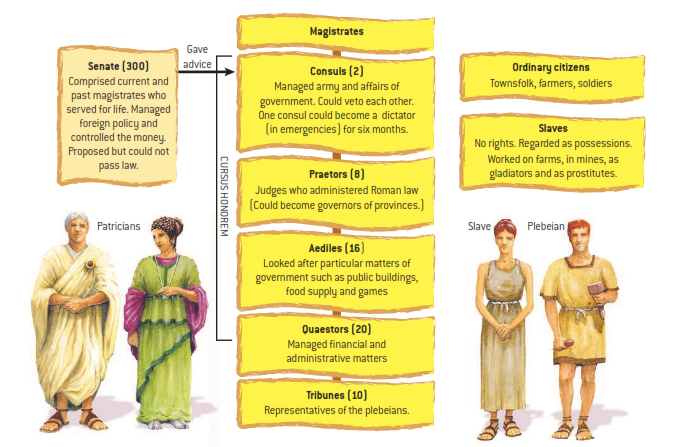 Gave
advice
Senate (300)
Comprised current and
past magistrates who
served for life. Managed
foreign policy and
controlled the money.
Proposed but could not
pass law.
Magistrates
Consuls (2)
Managed army and affairs of
government. Could veto each other.
One consul could become a dictator
(in emergencies) for six months.
CURSUS HONOREM
Praetors (8)
Judges who administered Roman law
(Could become governors of provinces.)
Aediles (16)
Looked after particular matters of
government such as public buildings,
food supply and games
Quaestors (20)
Managed financial and
administrative matters
Tribunes (10)
Representatives of the plebeians.
Ordinary citizens
Townsfolk, farmers, soldiers
Slaves
No rights. Regarded as possessions.
Worked on farms, in mines, as
gladiators and as prostitutes.
Patricians
Slave
Plebeian